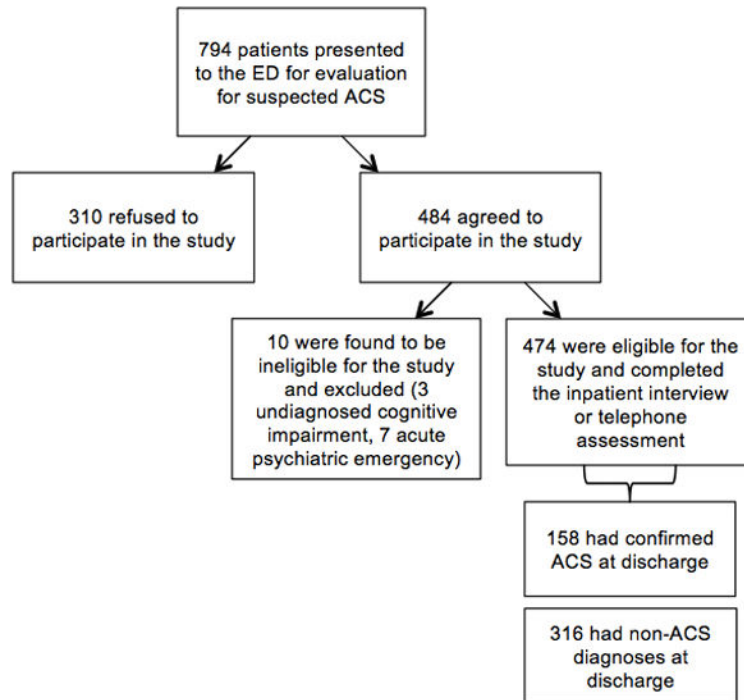 794 patients presented
to the ED for evaluation
for suspected ACS
310 refused to
participate in the study
484 agreed to
participate in the study
10 were found to be
ineligible for the study
and excluded (3
undiagnosed cognitive
impairment, 7 acute
psychiatric emergency)
474 were eligible for the
study and completed
the inpatient interview
or telephone
assessment
158 had confirmed
ACS at discharge
316 had non-ACS
diagnoses at
discharge